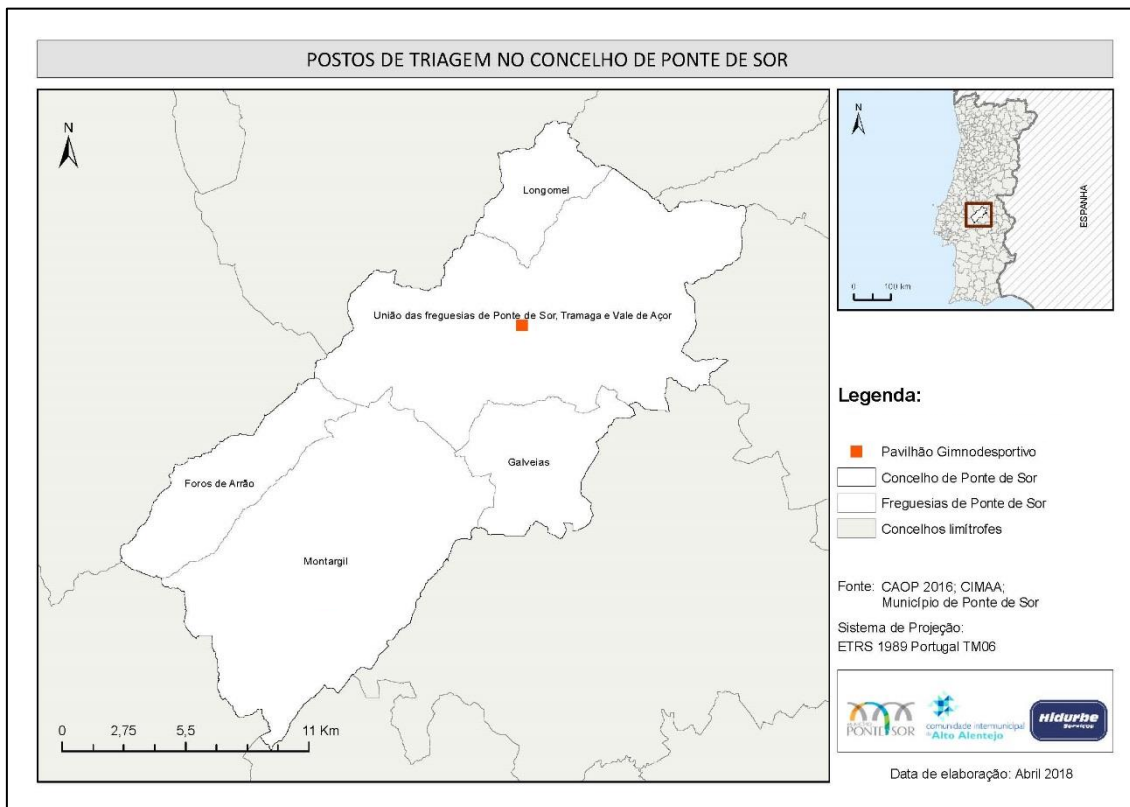 POSTOS DE TRIAGEM NO CONCELHO DE PONTE DE SOR
N
Longomel
União das freguesias de Ponte de Sor, Tramaga e Vale de Açor
Galveias
Foros de Arrão
Montargil
0 2,75 5,5 11 Km
N
ESPANHA
0 100 km
Legenda:
Pavilhão Gimnodesportivo
Concelho de Ponte de Sor
Freguesias de Ponte de Sor
Concelhos limítrofes
Fonte: CAOP 2016; CIMAA;
Município de Ponte de Sor
Sistema de Projeção:
ETRS 1989 Portugal TM06
MUNICÍPIO
PONTE SOR
comunidade intermunicipal
do Alto Alentejo
Hidurbe
Serviços
Data de elaboração: Abril 2018